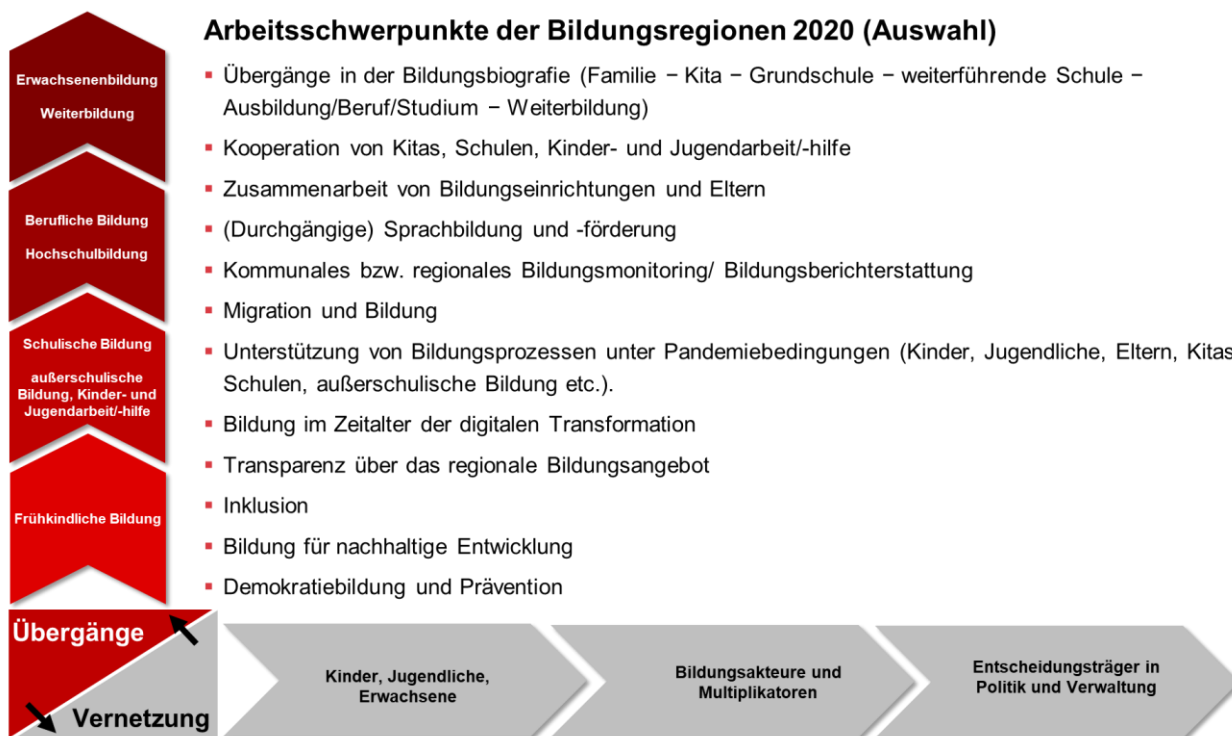 Arbeitsschwerpunkte der Bildungsregionen 2020 (Auswahl)
Erwachsenenbildung
Weiterbildung
Berufliche Bildung
Hochschulbildung
Schulische Bildung
außerschulische
Bildung, Kinder- und
Jugendarbeit/-hilfe
Frühkindliche Bildung
▪ Übergänge in der Bildungsbiografie (Familie − Kita − Grundschule − weiterführende Schule −
Ausbildung/Beruf/Studium − Weiterbildung)
▪ Kooperation von Kitas, Schulen, Kinder- und Jugendarbeit/-hilfe
▪ Zusammenarbeit von Bildungseinrichtungen und Eltern
▪ (Durchgängige) Sprachbildung und -förderung
▪ Kommunales bzw. regionales Bildungsmonitoring/ Bildungsberichterstattung
▪ Migration und Bildung
▪ Unterstützung von Bildungsprozessen unter Pandemiebedingungen (Kinder, Jugendliche, Eltern, Kitas
Schulen, außerschulische Bildung etc.).
▪ Bildung im Zeitalter der digitalen Transformation
▪ Transparenz über das regionale Bildungsangebot
▪ Inklusion
▪ Bildung für nachhaltige Entwicklung
▪ Demokratiebildung und Prävention
Übergänge
Vernetzung
Kinder, Jugendliche,
Erwachsene
Bildungsakteure und
Multiplikatoren
Entscheidungsträger in
Politik und Verwaltung